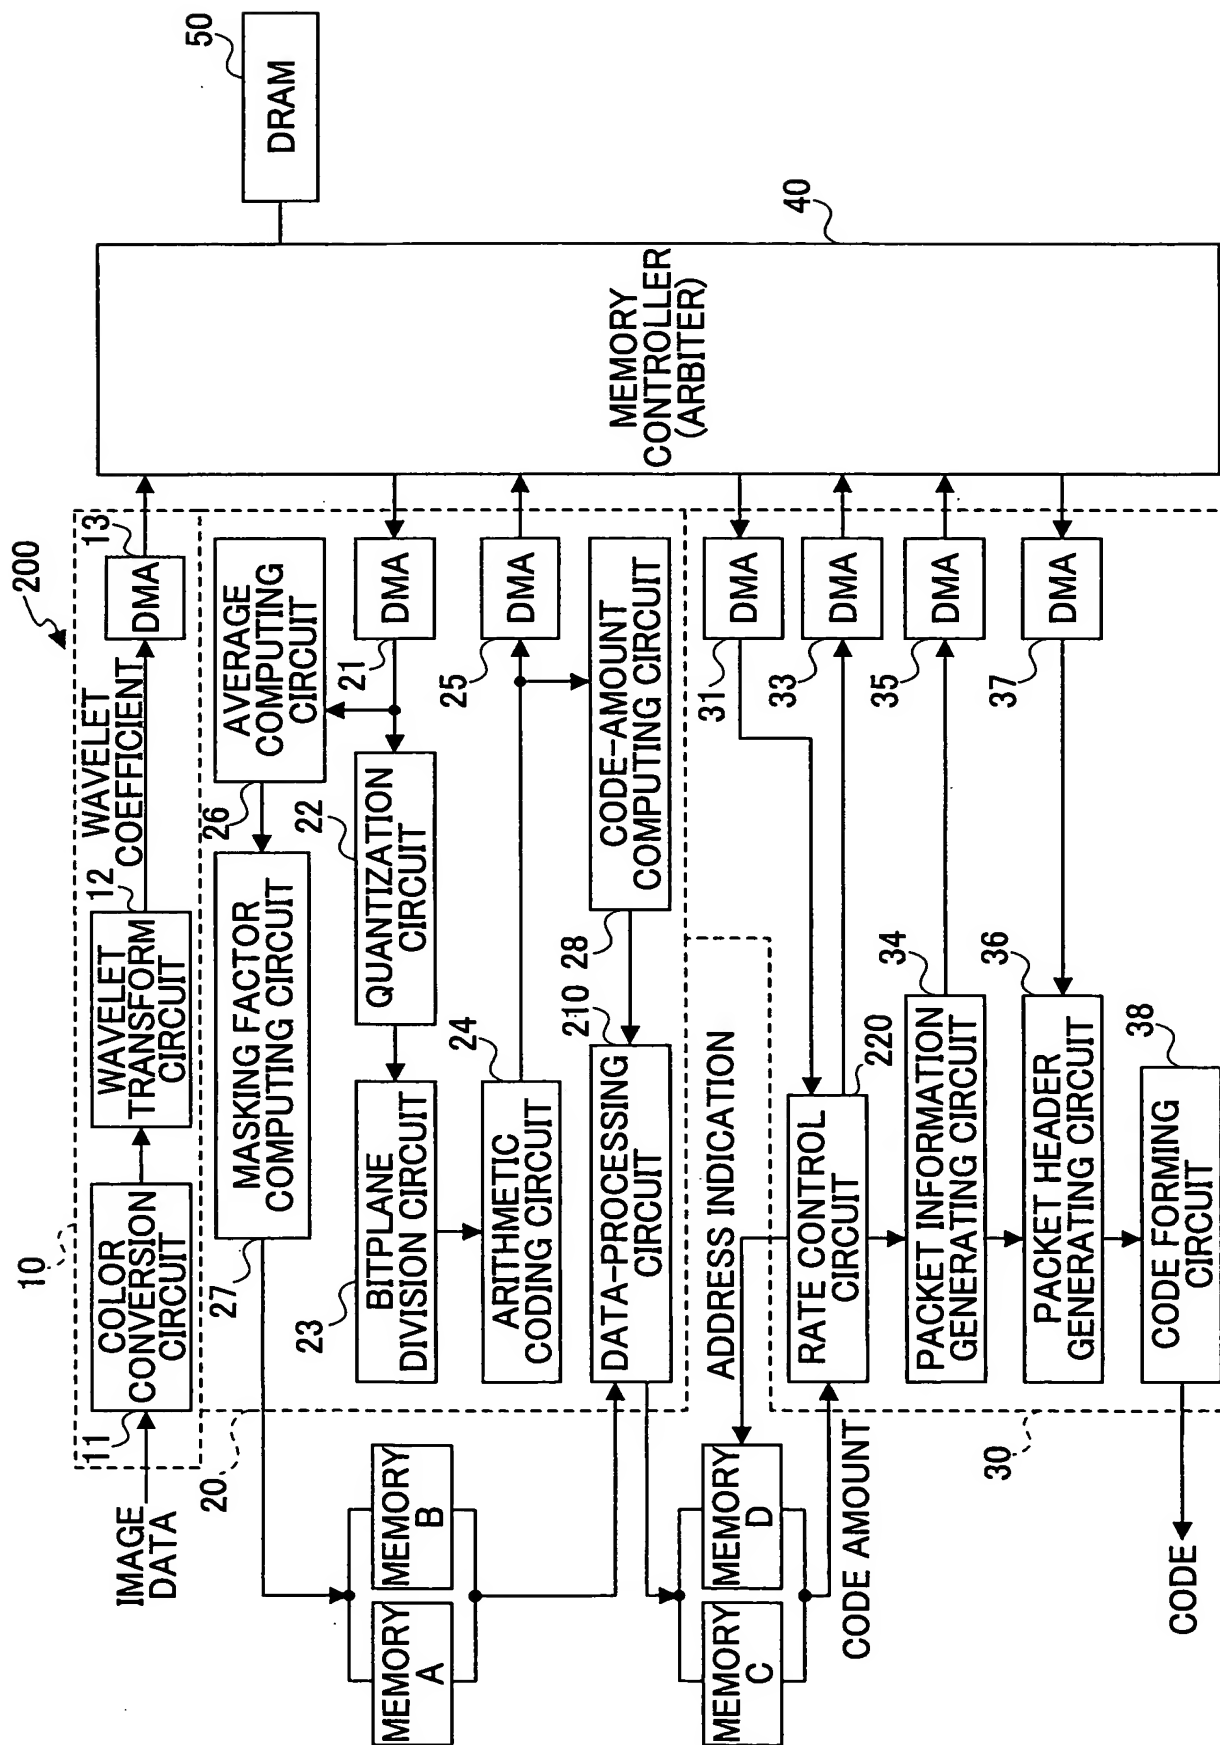 200
10
IMAGE
DATA
11
COLOR
CONVERSION
CIRCUIT
12
WAVELET
TRANSFORM
CIRCUIT
WAVELET
COEFFICIENT
13
DMA
50
DRAM
40
MEMORY
CONTROLLER
(ARBITER)
20
27
MASKING FACTOR
COMPUTING CIRCUIT
26
AVERAGE
COMPUTING
CIRCUIT
21
DMA
22
QUANTIZATION
CIRCUIT
23
BITPLANE
DIVISION CIRCUIT
24
ARITHMETIC
CODING CIRCUIT
25
DMA
28
CODE-AMOUNT
COMPUTING CIRCUIT
210
DATA-PROCESSING
CIRCUIT
MEMORY
A
MEMORY
B
MEMORY
C
MEMORY
D
ADDRESS INDICATION
CODE AMOUNT
30
220
RATE CONTROL
CIRCUIT
31
DMA
33
DMA
34
PACKET INFORMATION
GENERATING CIRCUIT
35
DMA
36
PACKET HEADER
GENERATING CIRCUIT
37
DMA
38
CODE FORMING
CIRCUIT
CODE